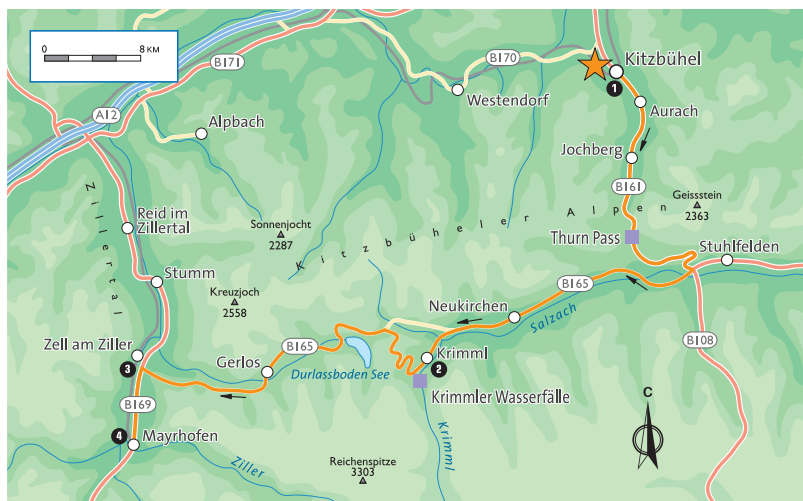 0 8 KM
B171
B170
Kitzbühel
1
Westendorf
Aurach
A12
Alpbach
Jochberg
B161
Geissstein
2363
Zillertal
Reid im
Zillertal
Sonnenjocht
2287
Kitzbüheler Alpen
Thurn Pass
Stuhlfelden
Stumm
Kreuzjoch
2558
B165
Neukirchen
Salzach
Zell am Ziller
3
B165
Gerlos
Durlassboden See
Krimml
2
B108
Krimmler Wasserfälle
B169
C
4
Mayrhofen
Ziller
Krimml
Reichenspitze
3303